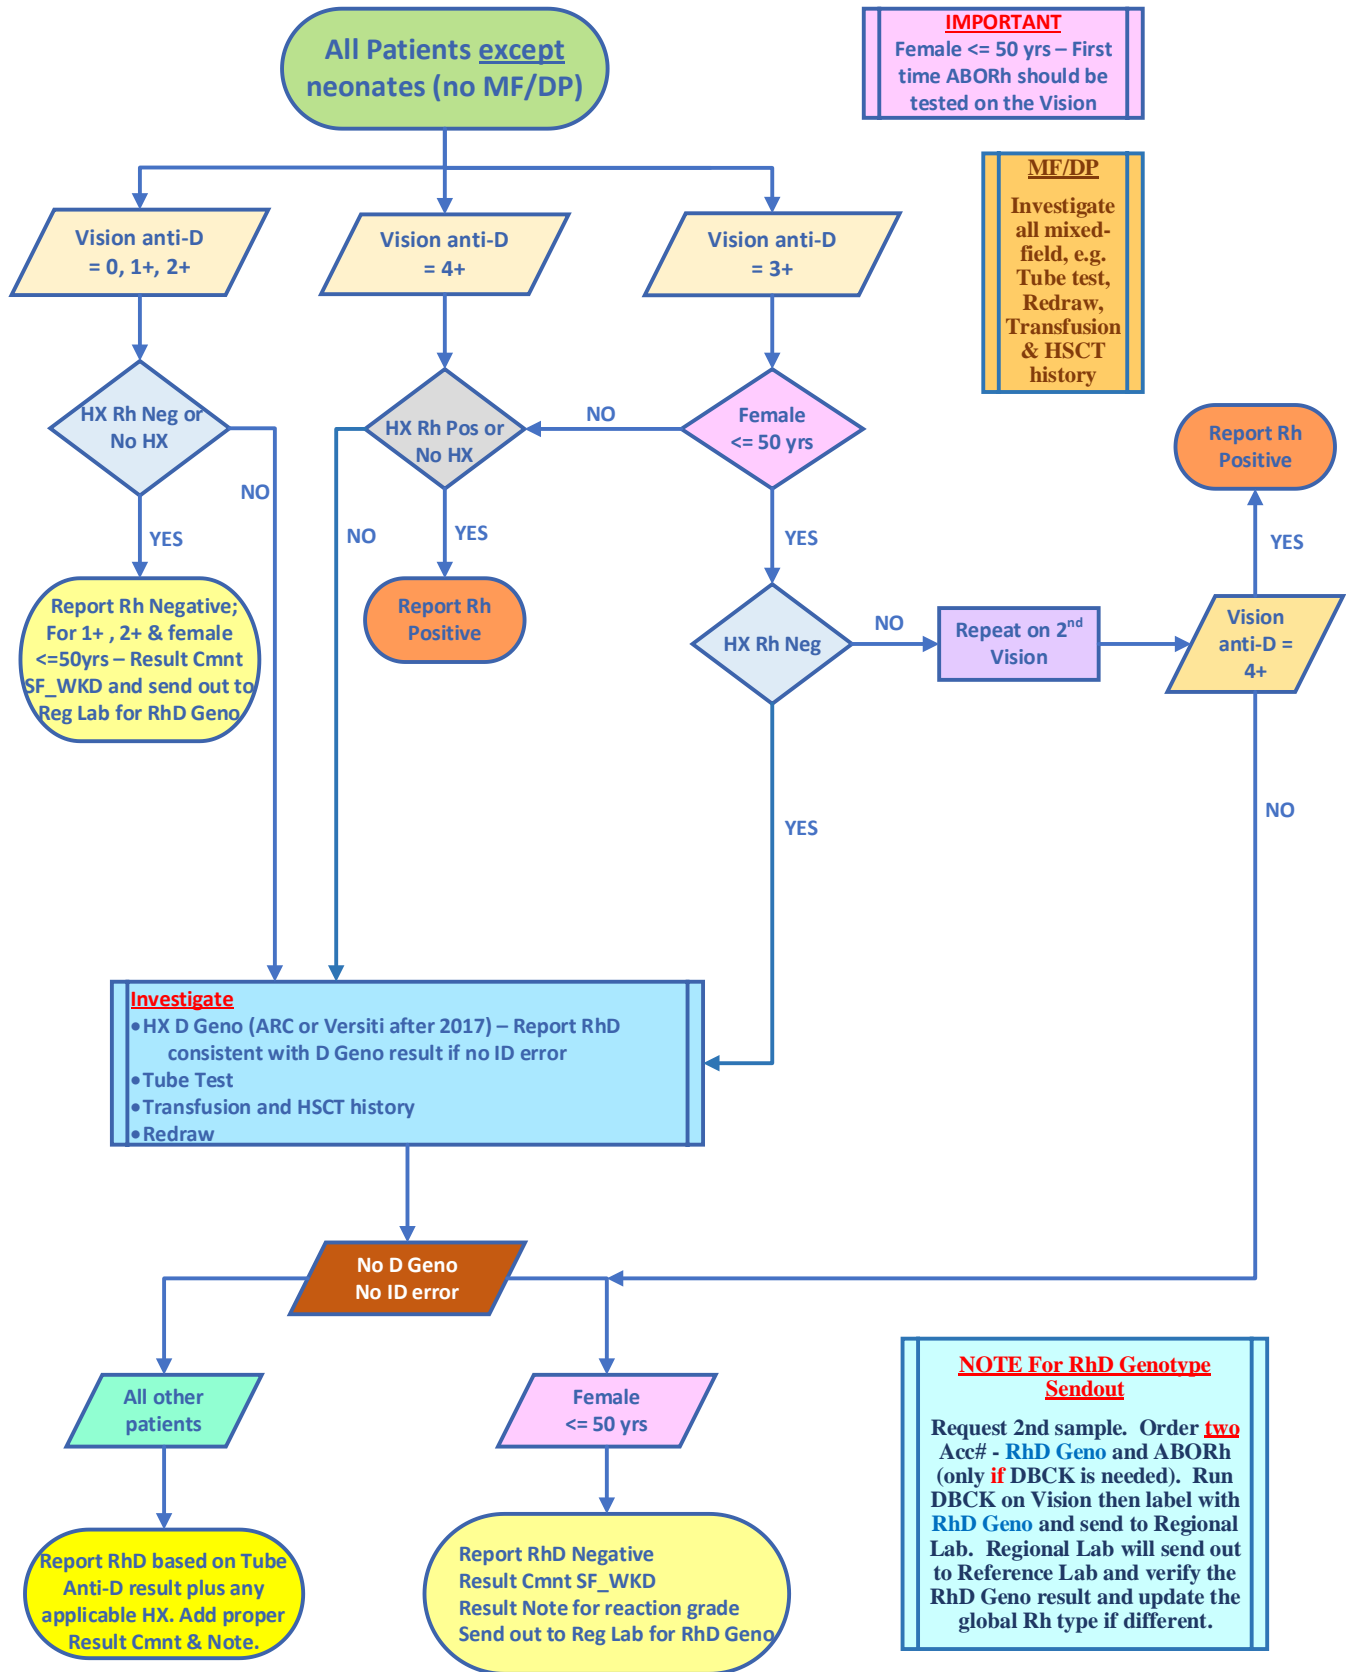 All Patients except
neonates (no MF/DP)
IMPORTANT
Female <= 50 yrs – First
time ABORh should be
tested on the Vision
MF/DP
Investigate
all mixed-
field, e.g.
Tube test,
Redraw,
Transfusion
& HSCT
history
Vision anti-D
= 0, 1+, 2+
Vision anti-D
= 4+
Vision anti-D
= 3+
HX Rh Neg or
No HX
HX Rh Pos or
No HX
NO
Female
<= 50 yrs
Report Rh
Positive
NO
YES
NO
YES
YES
YES
Report Rh Negative;
For 1+ , 2+ & female
<=50yrs – Result Cmnt
SF_WKD and send out to
Reg Lab for RhD Geno
Report Rh
Positive
HX Rh Neg
NO
Repeat on 2nd
Vision
Vision
anti-D =
4+
YES
NO
Investigate
•HX D Geno (ARC or Versiti after 2017) – Report RhD
consistent with D Geno result if no ID error
•Tube Test
•Transfusion and HSCT history
•Redraw
No D Geno
No ID error
All other
patients
Female
<= 50 yrs
Report RhD based on Tube
Anti-D result plus any
applicable HX. Add proper
Result Cmnt & Note.
Report RhD Negative
Result Cmnt SF_WKD
Result Note for reaction grade
Send out to Reg Lab for RhD Geno
NOTE For RhD Genotype
Sendout
Request 2nd sample. Order two
Acc# - RhD Geno and ABORh
(only if DBCK is needed). Run
DBCK on Vision then label with
RhD Geno and send to Regional
Lab. Regional Lab will send out
to Reference Lab and verify the
RhD Geno result and update the
global Rh type if different.